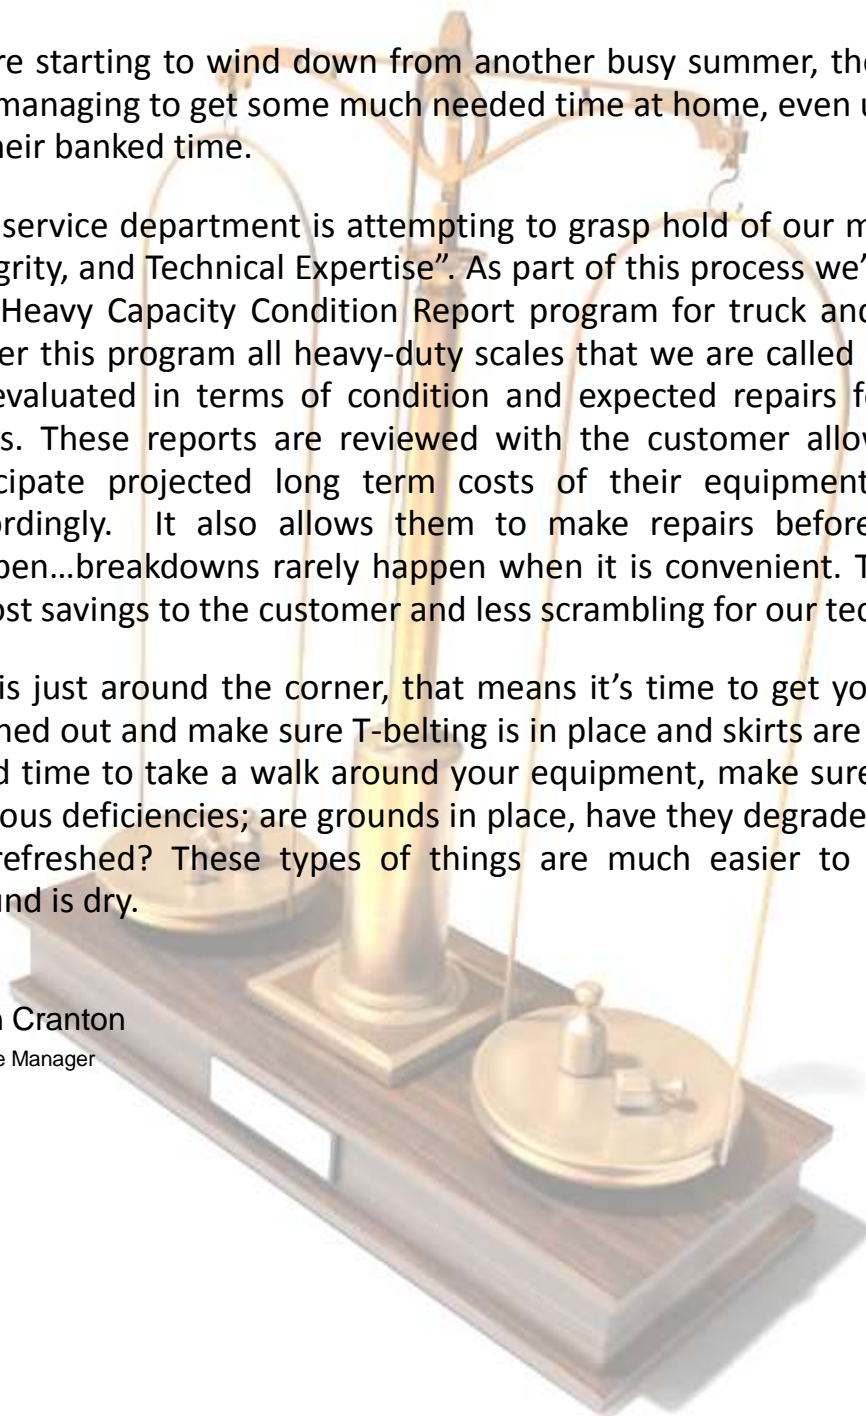 re starting to wind down from another busy summer, the
managing to get some much needed time at home, even u
heir banked time.
service department is attempting to grasp hold of our m
grity, and Technical Expertise”. As part of this process we’
Heavy Capacity Condition Report program for truck and
er this program all heavy-duty scales that we are called
evaluated in terms of condition and expected repairs fo
s. These reports are reviewed with the customer allov
cipate projected long term costs of their equipment
ordingly. It also allows them to make repairs before
pen…breakdowns rarely happen when it is convenient. T
ost savings to the customer and less scrambling for our tec
is just around the corner, that means it’s time to get yo
ned out and make sure T-belting is in place and skirts are
d time to take a walk around your equipment, make sure
ous deficiencies; are grounds in place, have they degrade
refreshed? These types of things are much easier to
und is dry.
n Cranton
e Manager